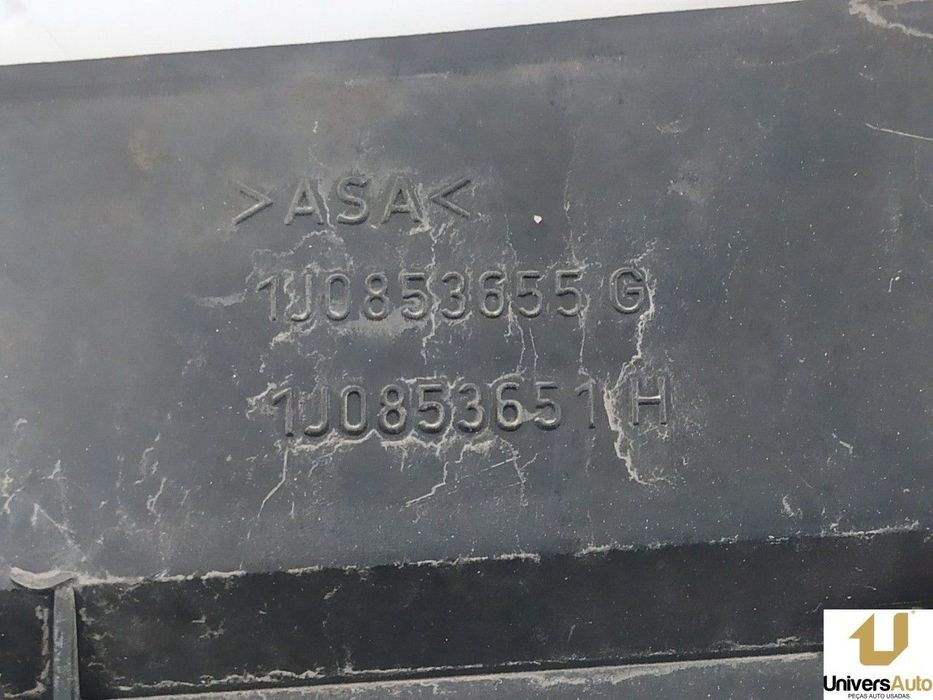 >ASA<
1J0853655 G
1J0853651 H
UniversAuto
PEÇAS AUTO USADAS